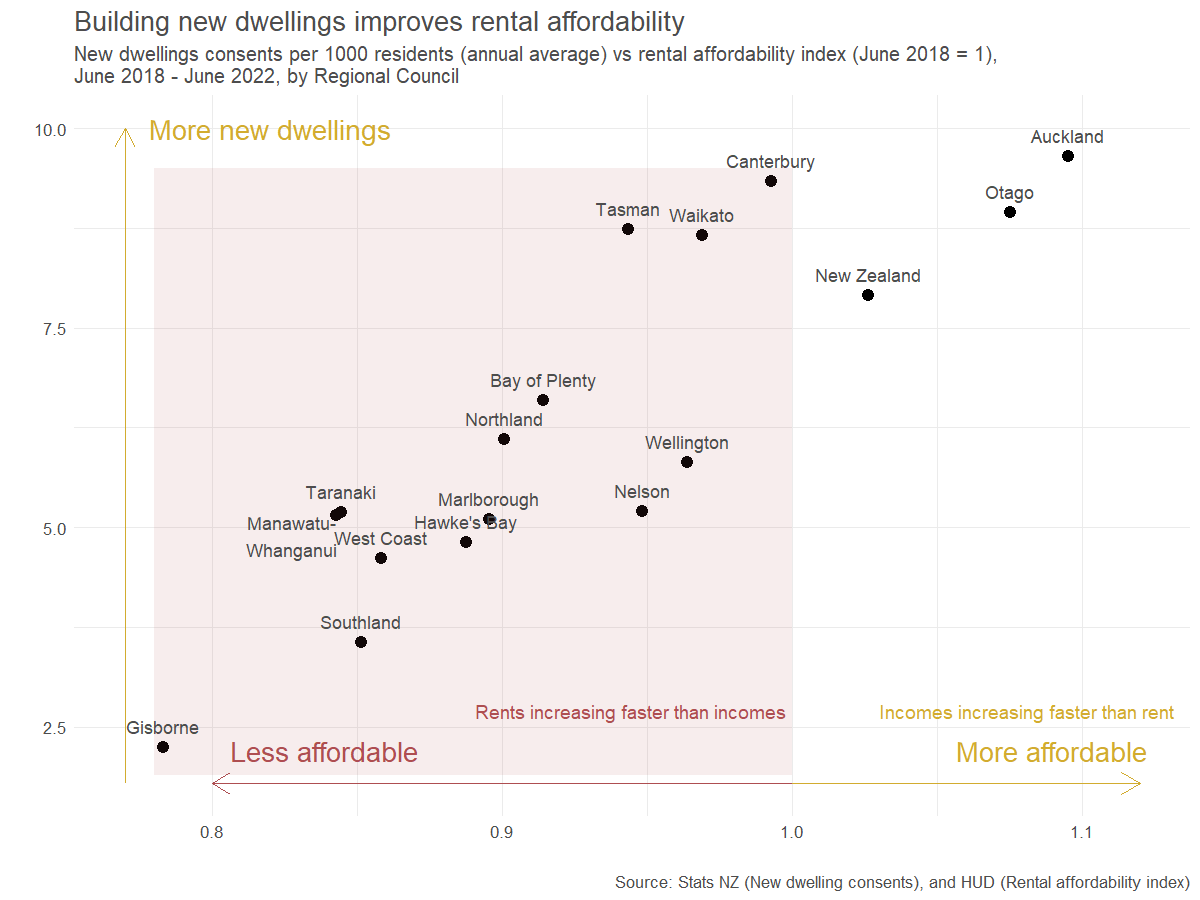 Building new dwellings improves rental affordability
New dwellings consents per 1000 residents (annual average) vs rental affordability index (June 2018 = 1),
June 2018 - June 2022, by Regional Council
10.0
More new dwellings
Auckland
Canterbury
Otago
Tasman
Waikato
New Zealand
7.5
Bay of Plenty
Northland
Wellington
Taranaki
Nelson
Marlborough
Manawatu-
Whanganui
Hawke's Bay
5.0
West Coast
Southland
Rents increasing faster than incomes
Incomes increasing faster than rent
2.5
Gisborne
Less affordable
More affordable
0.8
0.9
1.0
1.1
Source: Stats NZ (New dwelling consents), and HUD (Rental affordability index)